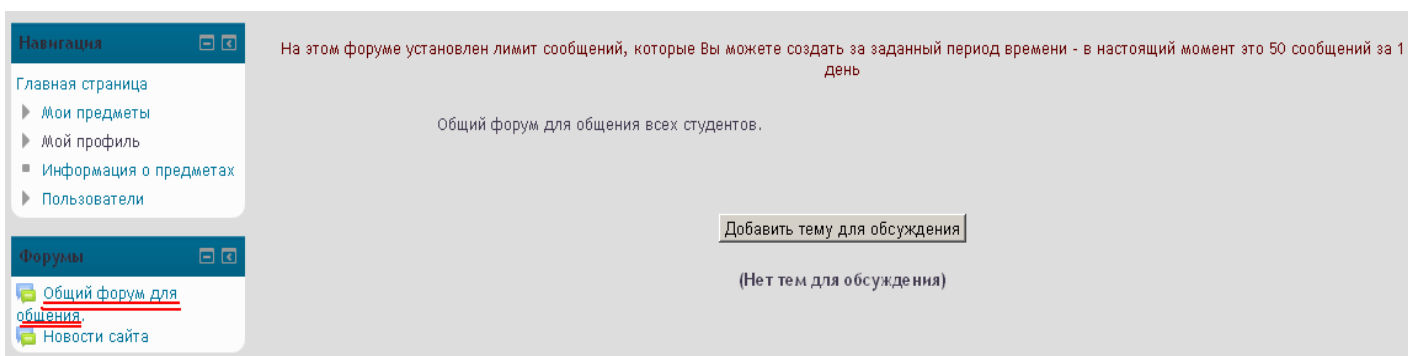 Навигация
Главная страница
Мои предметы
Мой профиль
Информация о предметах
Пользователи
Форумы
Общий форум для
общения.
Новости сайта
На этом форуме установлен лимит сообщений, которые Вы можете создать за заданный период времени - в настоящий момент это 50 сообщений за 1
день
Общий форум для общения всех студентов.
Добавить тему для обсуждения
(Нет тем для обсуждения)